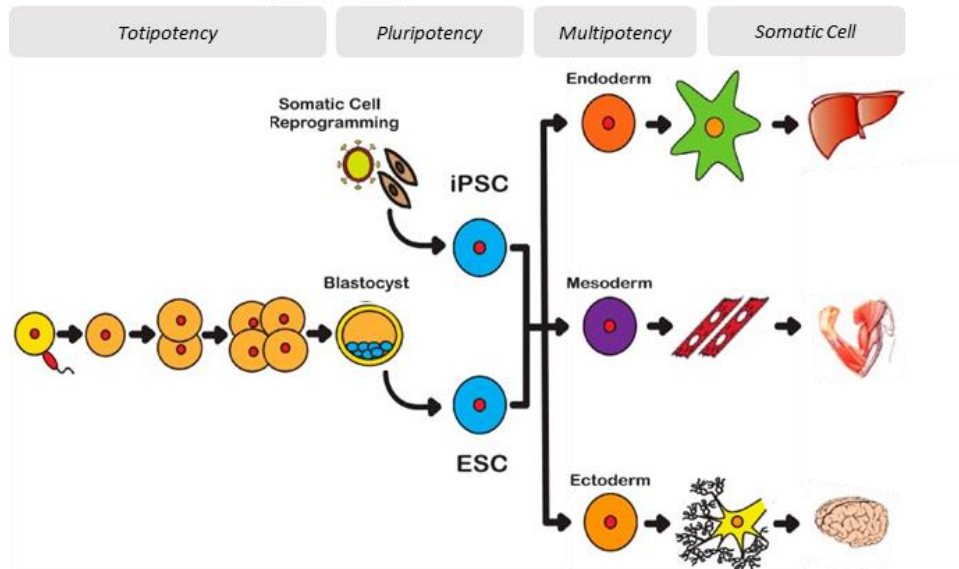 Totipotency
Pluripotency
Multipotency
Somatic Cell
Somatic Cell
Reprogramming
iPSC
Blastocyst
ESC
Endoderm
Mesoderm
Ectoderm